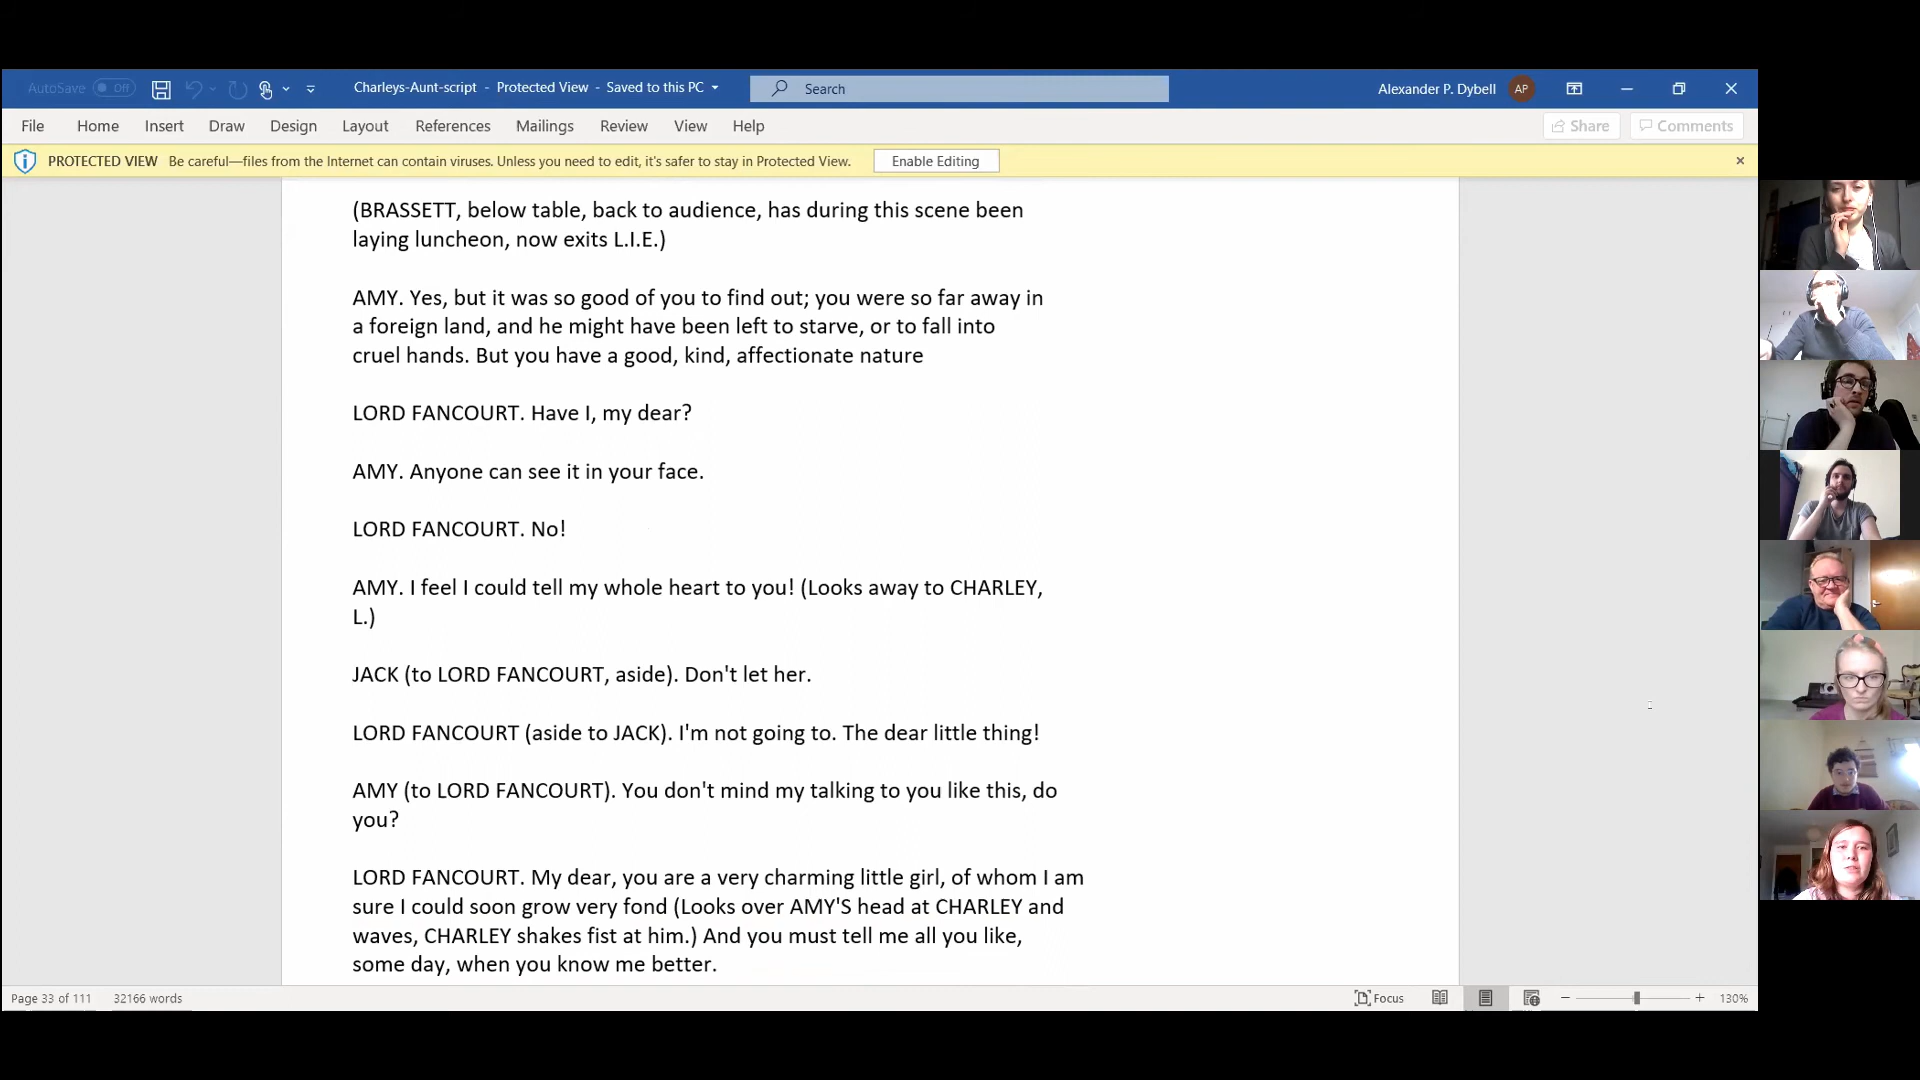 AutoSave Off Charleys-Aunt-script - Protected View - Saved to this PC Search Alexander P. Dybell AP
File Home Insert Draw Design Layout References Mailings Review View Help Share Comments
PROTECTED VIEW Be careful—files from the Internet can contain viruses. Unless you need to edit, it's safer to stay in Protected View. Enable Editing
(BRASSETT, below table, back to audience, has during this scene been
laying luncheon, now exits L.I.E.)
AMY. Yes, but it was so good of you to find out; you were so far away in
a foreign land, and he might have been left to starve, or to fall into
cruel hands. But you have a good, kind, affectionate nature
LORD FANCOURT. Have I, my dear?
AMY. Anyone can see it in your face.
LORD FANCOURT. No!
AMY. I feel I could tell my whole heart to you! (Looks away to CHARLEY,
L.)
JACK (to LORD FANCOURT, aside). Don't let her.
LORD FANCOURT (aside to JACK). I'm not going to. The dear little thing!
AMY (to LORD FANCOURT). You don't mind my talking to you like this, do
you?
LORD FANCOURT. My dear, you are a very charming little girl, of whom I am
sure I could soon grow very fond (Looks over AMY'S head at CHARLEY and
waves, CHARLEY shakes fist at him.) And you must tell me all you like,
some day, when you know me better.
Page 33 of 111 32166 words Focus 130%